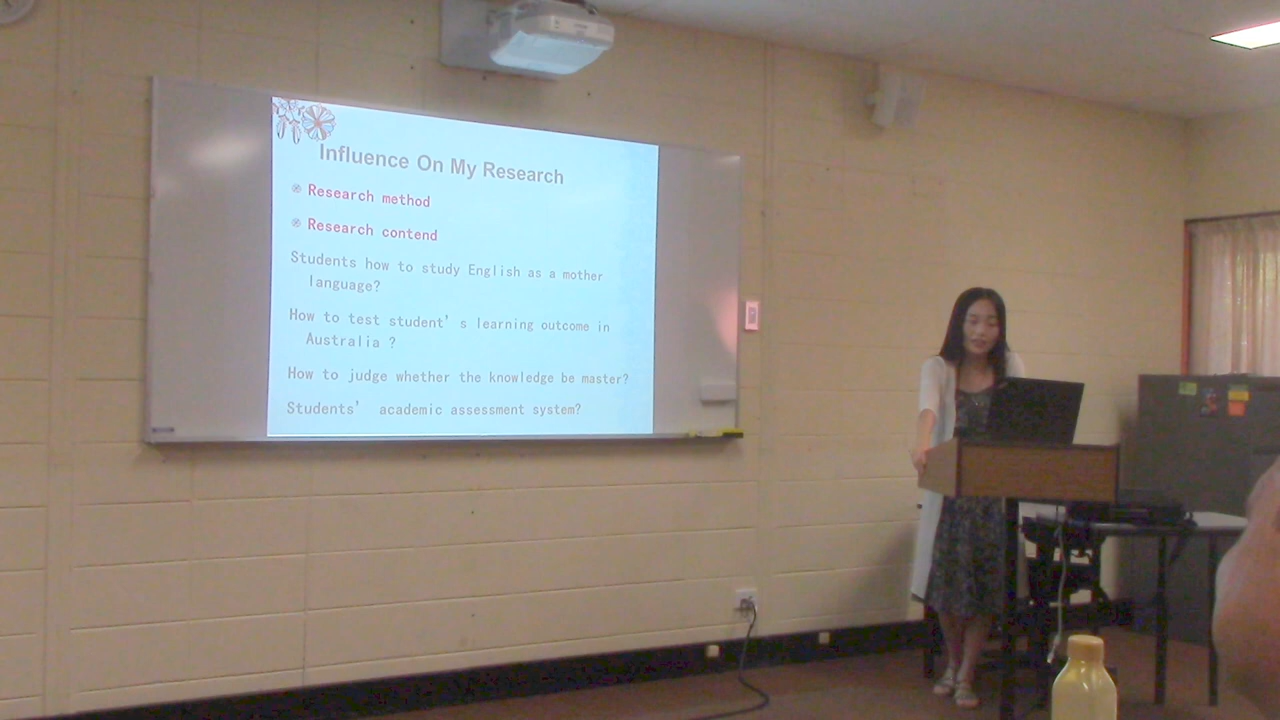 Influence On My Research
Research method
Research contend
Students how to study English as a mother
language?
How to test student's learning outcome in
Australia ?
How to judge whether the knowledge be master?
Students' academic assessment system?